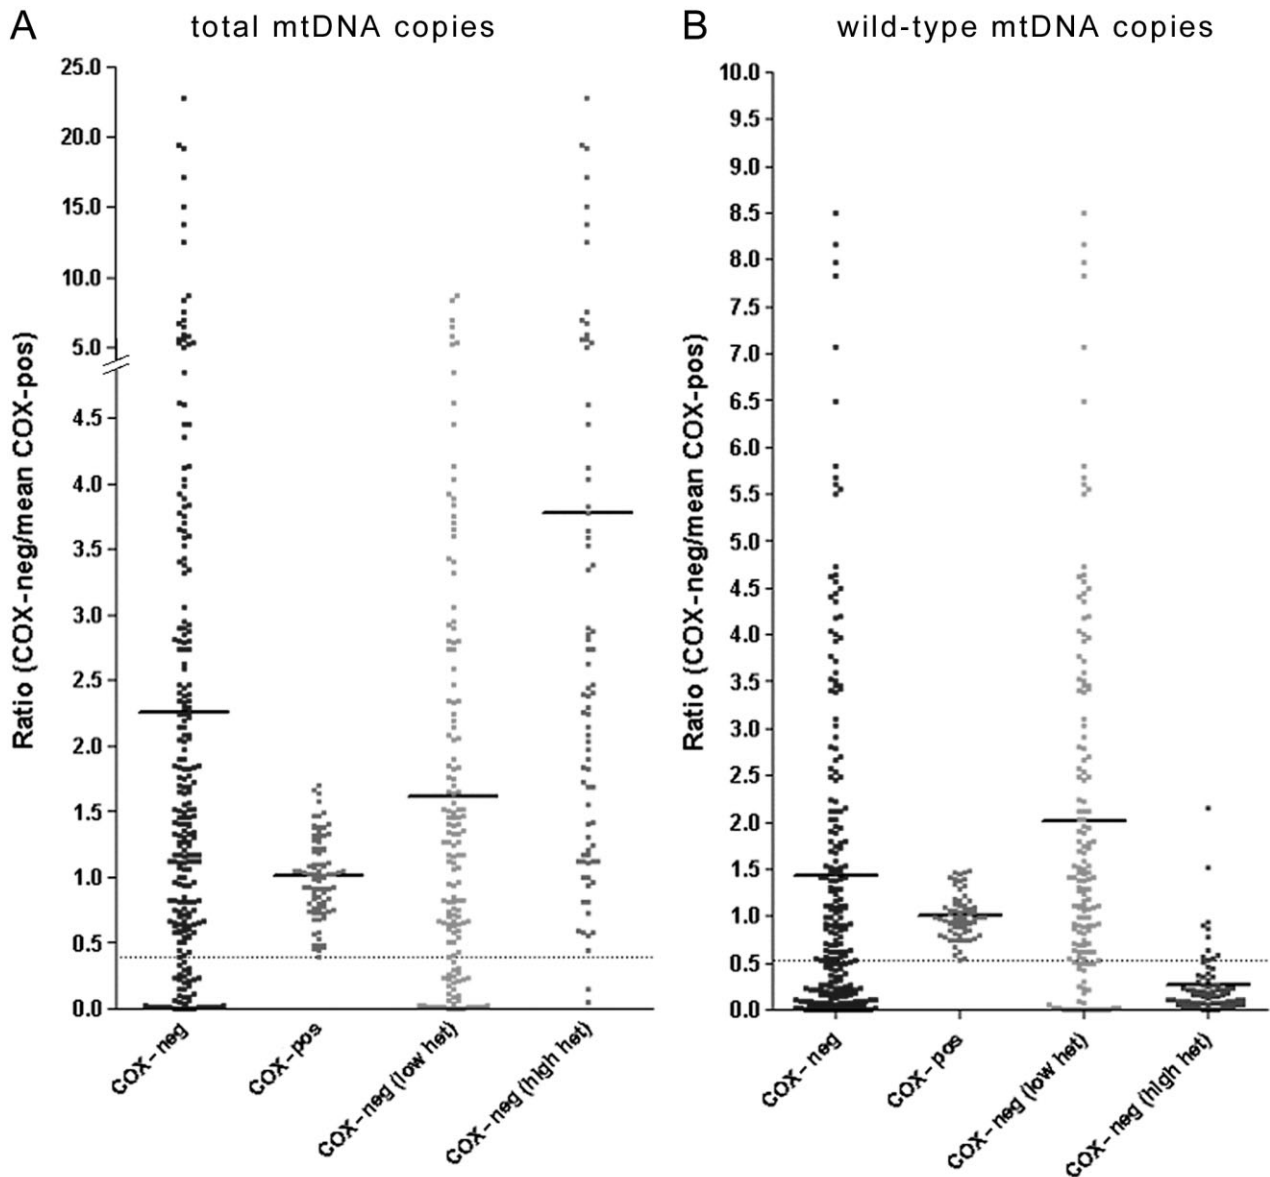 A
total mtDNA copies
Ratio (COX-neg/mean COX-pos)
25.0
20.0
15.0
10.0
5.0
4.5
4.0
3.5
3.0
2.5
2.0
1.5
1.0
0.5
0.0
COX-neg
COX-pos
COX-neg (low het)
COX-neg (high het)
B
wild-type mtDNA copies
Ratio (COX-neg/mean COX-pos)
10.0
9.5
9.0
8.5
8.0
7.5
7.0
6.5
6.0
5.5
5.0
4.5
4.0
3.5
3.0
2.5
2.0
1.5
1.0
0.5
0.0
COX-neg
COX-pos
COX-neg (low het)
COX-neg (high het)